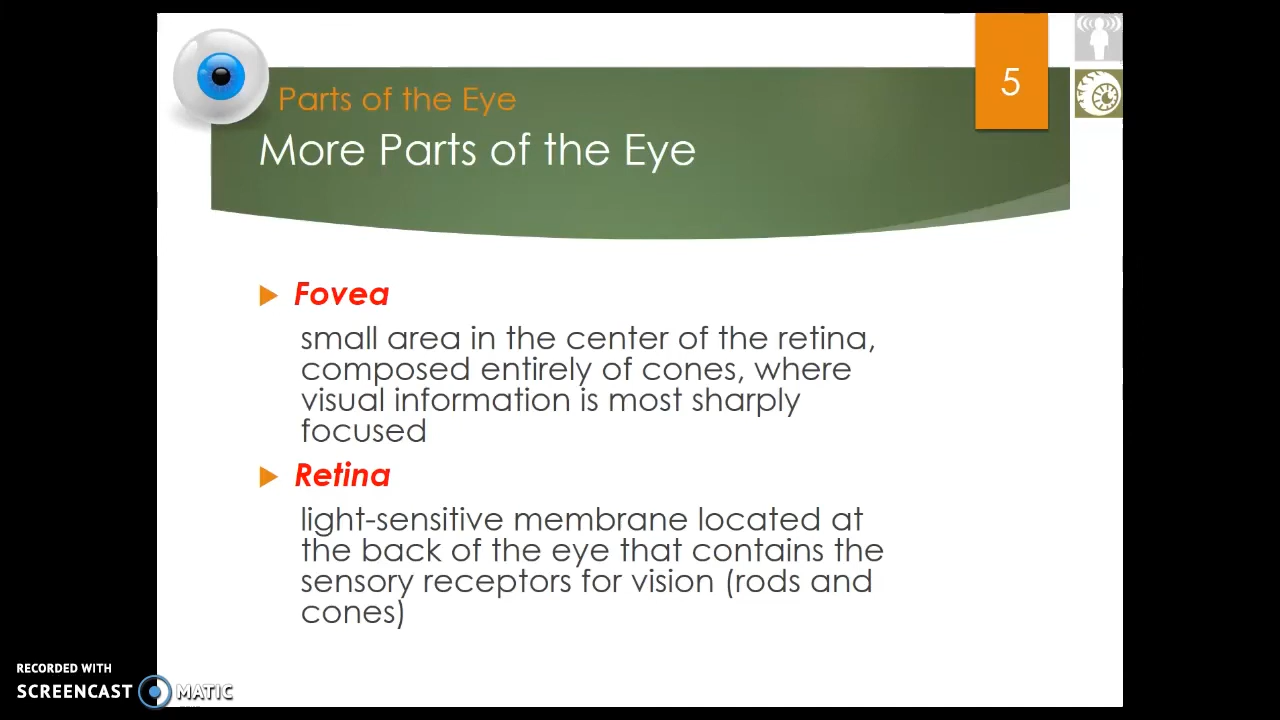 5
Parts of the Eye
More Parts of the Eye
Fovea
small area in the center of the retina,
composed entirely of cones, where
visual information is most sharply
focused
Retina
light-sensitive membrane located at
the back of the eye that contains the
sensory receptors for vision (rods and
cones)
RECORDED WITH
SCREENCAST MATIC